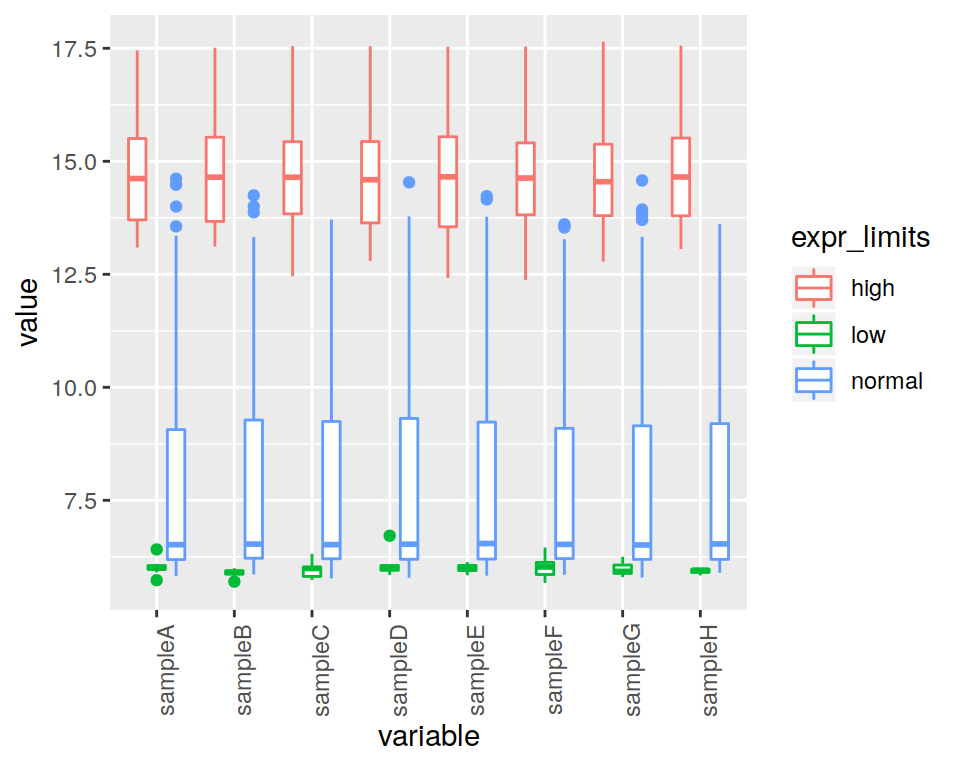 17.5
15.0
12.5
10.0
7.5
value
sampleA
sampleB
sampleC
sampleD
sampleE
sampleF
sampleG
sampleH
variable
expr_limits
high
low
normal